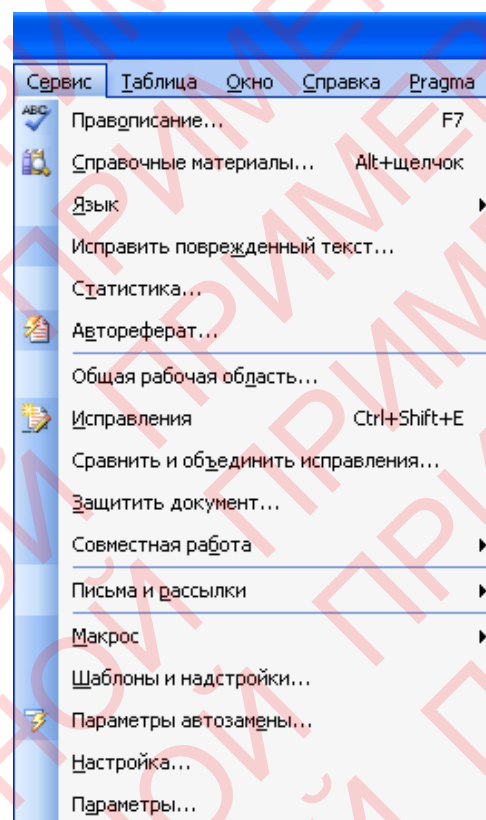 Сервис Таблица Окно Справка Pragma
ABC Правописание... F7
Справочные материалы... Alt+щелчок
Язык
Исправить поврежденный текст...
Статистика...
Автореферат...
Общая рабочая область...
Исправления Ctrl+Shift+E
Сравнить и объединить исправления...
Защитить документ...
Совместная работа
Письма и рассылки
Макрос
Шаблоны и надстройки...
Параметры автозамены...
Настройка...
Параметры...